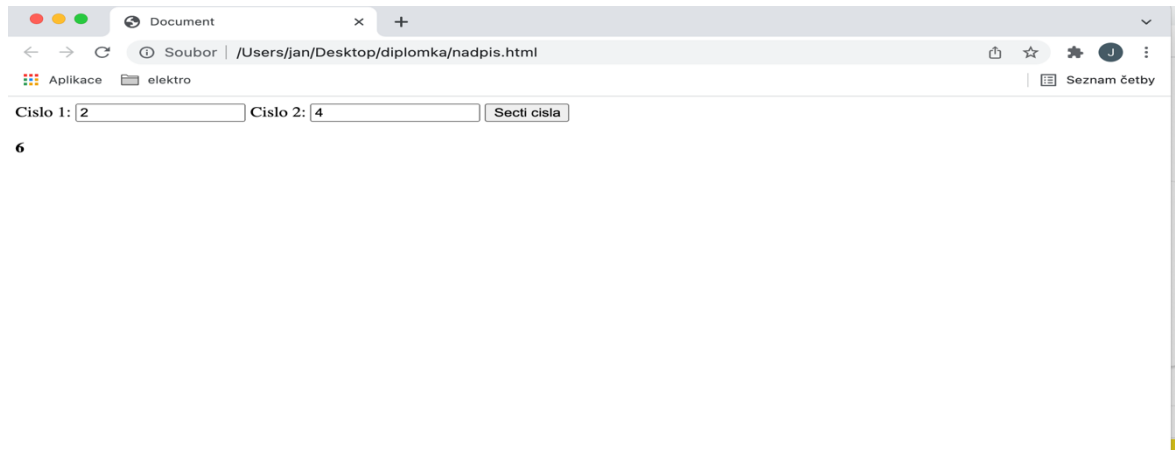 Document
Soubor /Users/jan/Desktop/diplomka/nadpis.html J
Aplikace elektro Seznam četby
Cislo 1: 2 Cislo 2: 4 Secti cisla
6